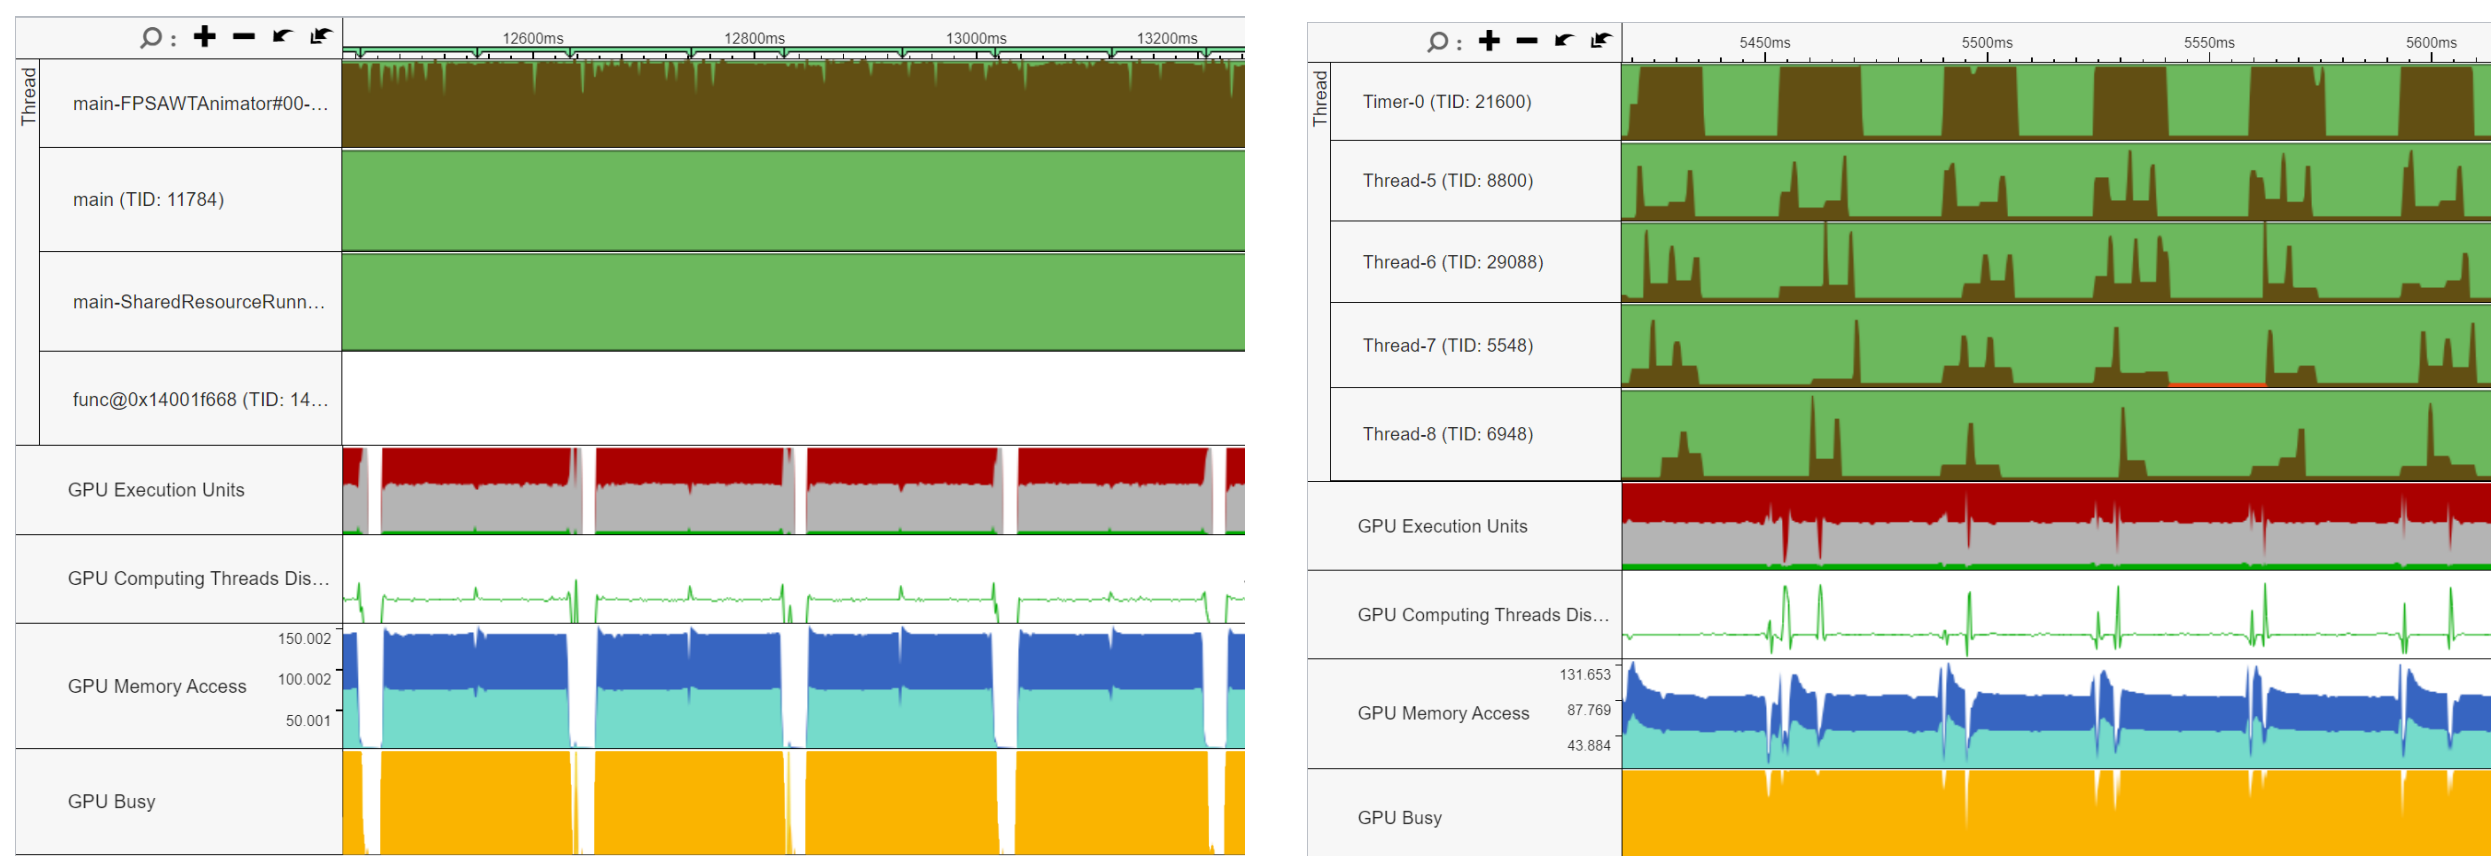 12600ms 12800ms 13000ms 13200ms
Thread
main-FPSAWTAnimator#00-...
main (TID: 11784)
main-SharedResourceRunn...
func@0x14001f668 (TID: 14...
GPU Execution Units
GPU Computing Threads Dis...
150.002
GPU Memory Access 100.002
50.001
GPU Busy
5450ms 5500ms 5550ms 5600ms
Thread
Timer-0 (TID: 21600)
Thread-5 (TID: 8800)
Thread-6 (TID: 29088)
Thread-7 (TID: 5548)
Thread-8 (TID: 6948)
GPU Execution Units
GPU Computing Threads Dis...
131.653
GPU Memory Access 87.769
43.884
GPU Busy